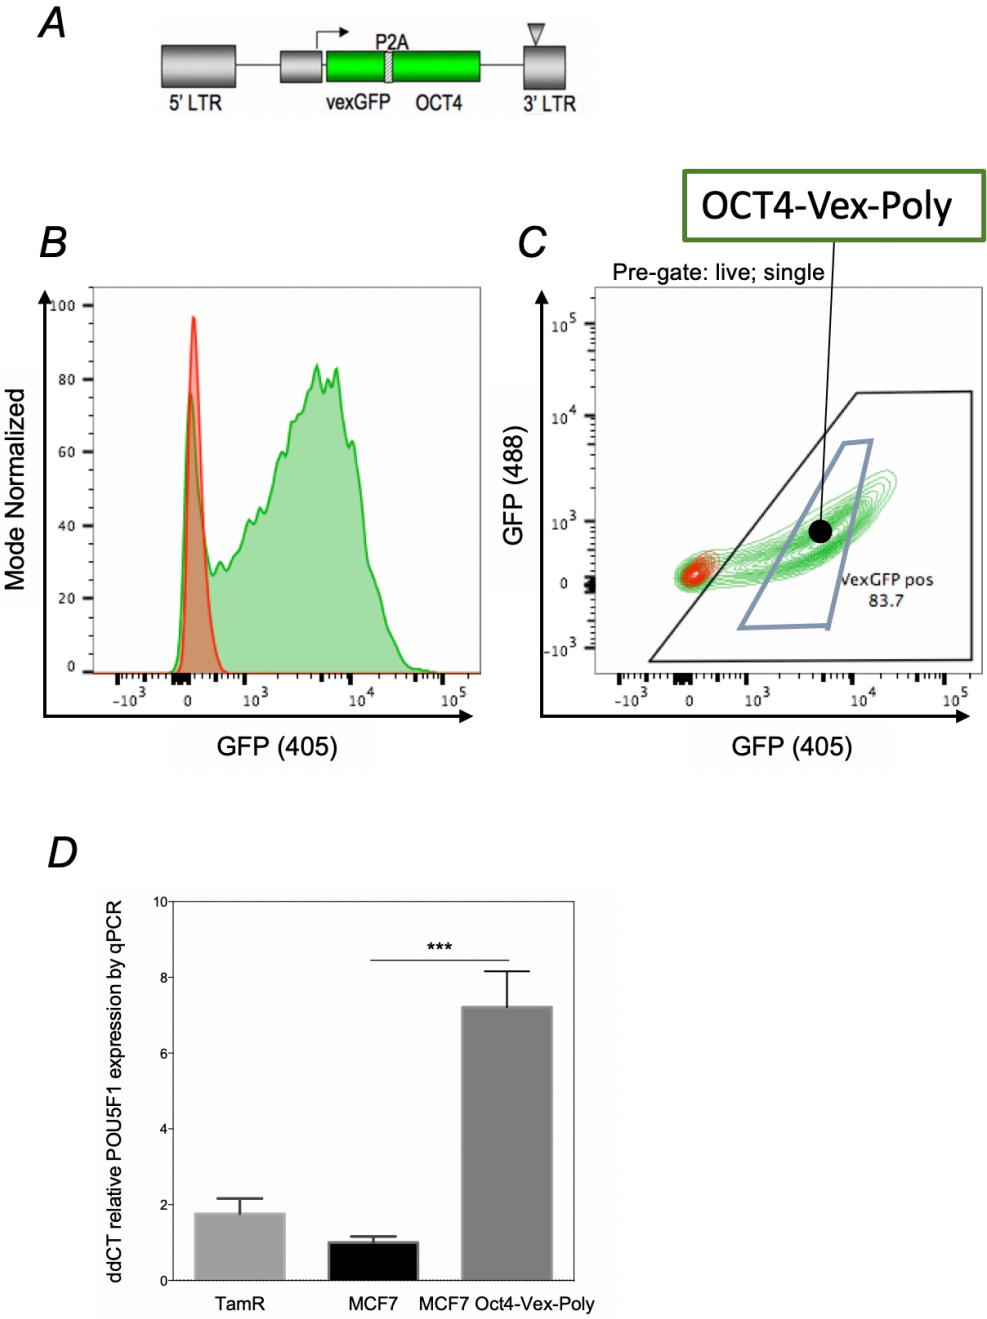 A
P2A
5' LTR
vexGFP
OCT4
3' LTR
OCT4-Vex-Poly
B
C
Pre-gate: live; single
Mode Normalized
100
80
60
40
20
0
-10³ 0 10³ 10⁴ 10⁵
GFP (405)
GFP (488)
10⁵
10⁴
10³
0
-10³
VexGFP pos
83.7
-10³ 0 10³ 10⁴ 10⁵
GFP (405)
D
ddCT relative POU5F1 expression by qPCR
10
8
6
4
2
0
***
TamR MCF7 MCF7 Oct4-Vex-Poly